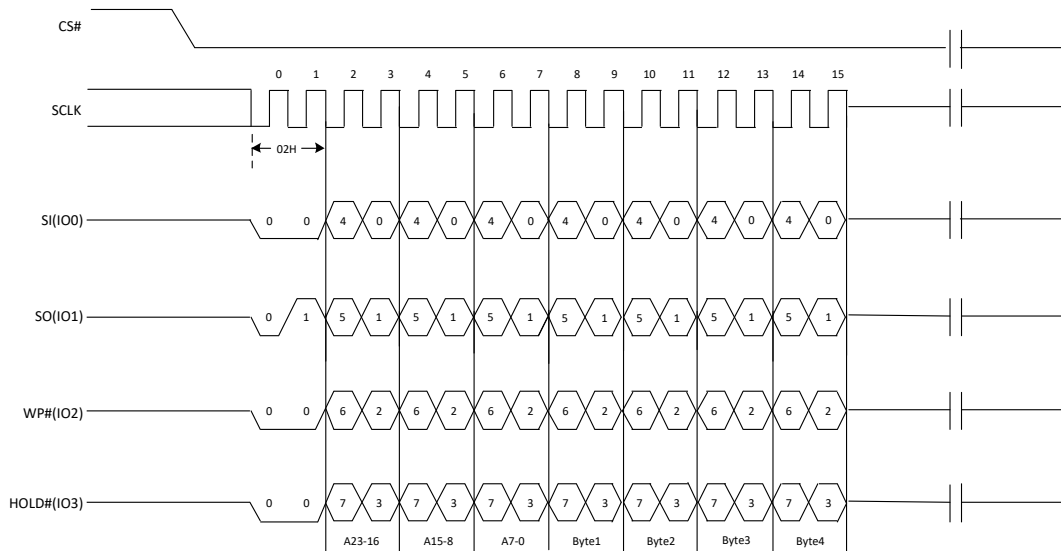 CS#
0 1 2 3 4 5 6 7 8 9 10 11 12 13 14 15
SCLK
02H
SI(IO0) 0 0 4 0 4 0 4 0 4 0 4 0 4 0 4 0
SO(IO1) 0 1 5 1 5 1 5 1 5 1 5 1 5 1 5 1
WP#(IO2) 0 0 6 2 6 2 6 2 6 2 6 2 6 2 6 2
HOLD#(IO3) 0 0 7 3 7 3 7 3 7 3 7 3 7 3 7 3
A23-16 A15-8 A7-0 Byte1 Byte2 Byte3 Byte4